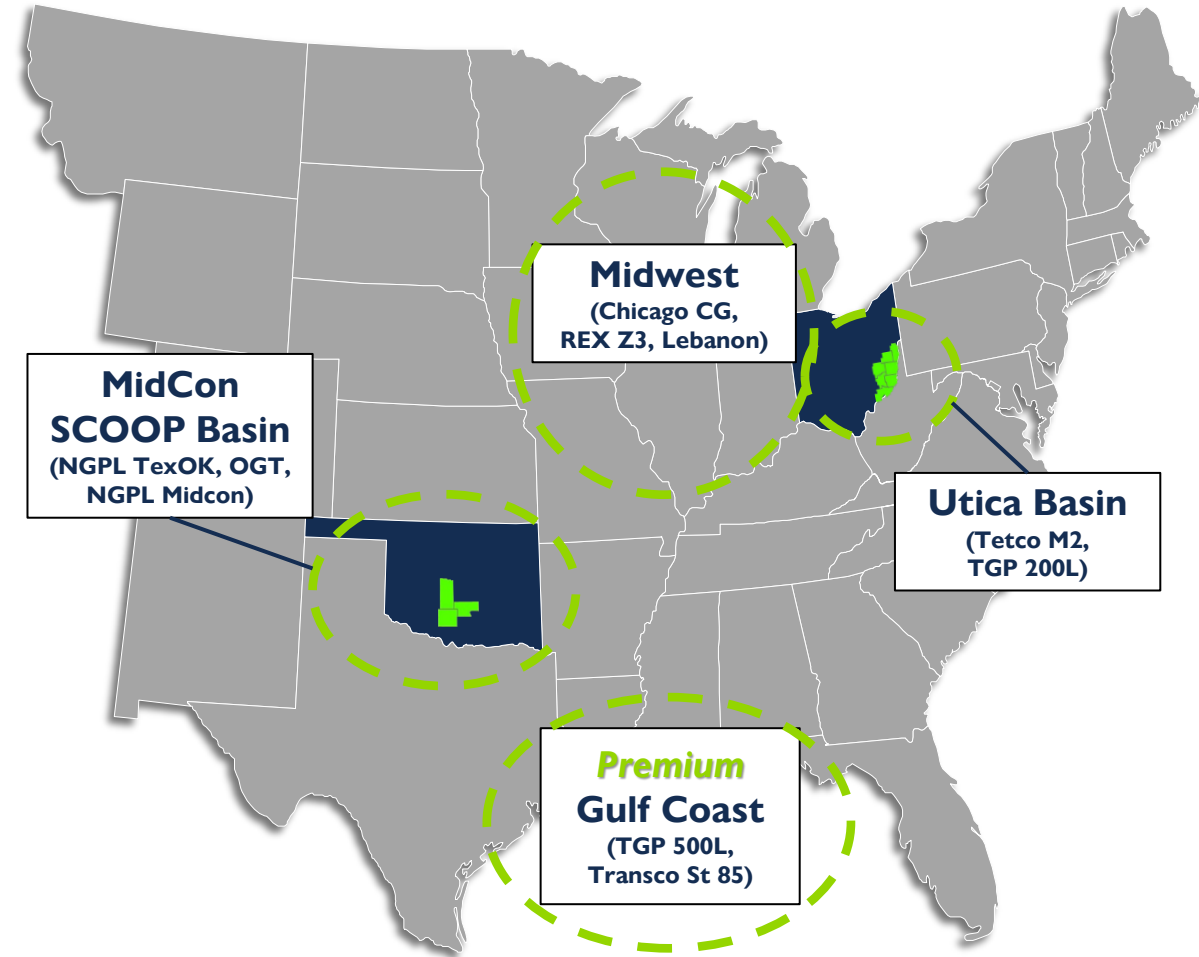 Midwest
(Chicago CG,
REX Z3, Lebanon)
MidCon
SCOOP Basin
(NGPL TexOK, OGT,
NGPL Midcon)
Utica Basin
(Tetco M2,
TGP 200L)
Premium
Gulf Coast
(TGP 500L,
Transco St 85)